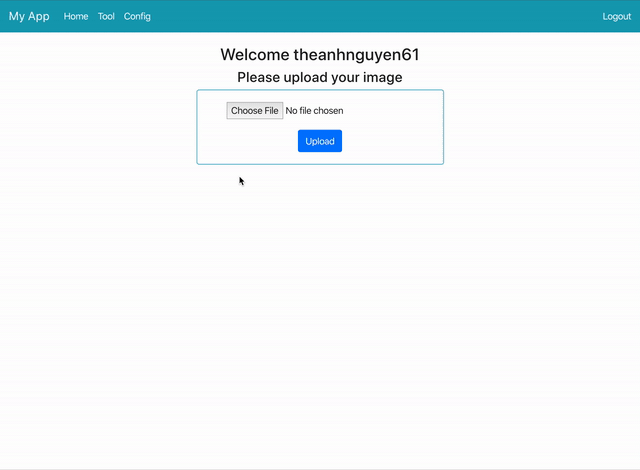 My App Home Tool Config Logout
Welcome theanhnguyen61
Please upload your image
Choose File No file chosen
Upload